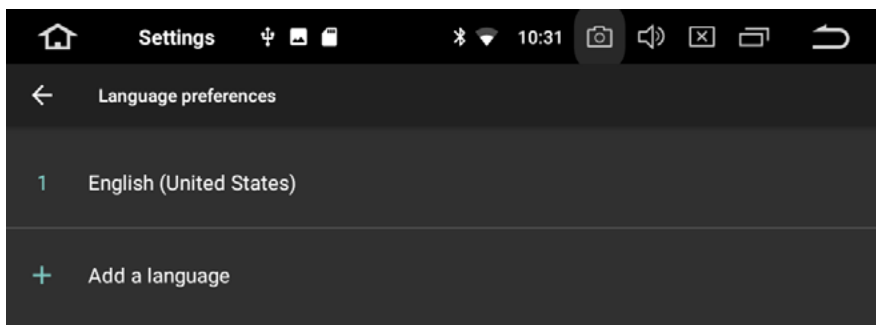 Settings 10:31
Language preferences
1 English (United States)
+ Add a language